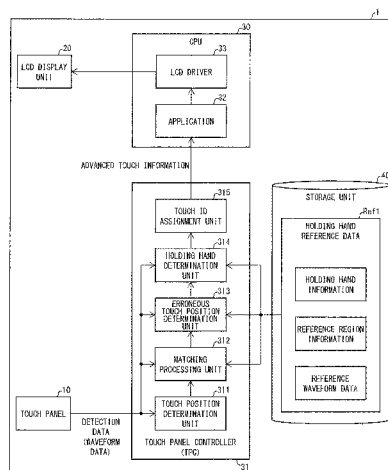 1
30
CPU
20
LCD DISPLAY
UNIT
33
LCD DRIVER
32
APPLICATION
ADVANCED TOUCH INFORMATION
40
STORAGE UNIT
315
TOUCH ID
ASSIGNMENT UNIT
Ref1
HOLDING HAND
REFERENCE DATA
314
HOLDING HAND
DETERMINATION
UNIT
HOLDING HAND
INFORMATION
313
ERRONEOUS
TOUCH POSITION
DETERMINATION
UNIT
REFERENCE REGION
INFORMATION
312
MATCHING
PROCESSING UNIT
REFERENCE
WAVEFORM DATA
10
TOUCH PANEL
311
TOUCH POSITION
DETERMINATION
UNIT
DETECTION
DATA
(WAVEFORM
DATA)
TOUCH PANEL CONTROLLER
(TPC)
31